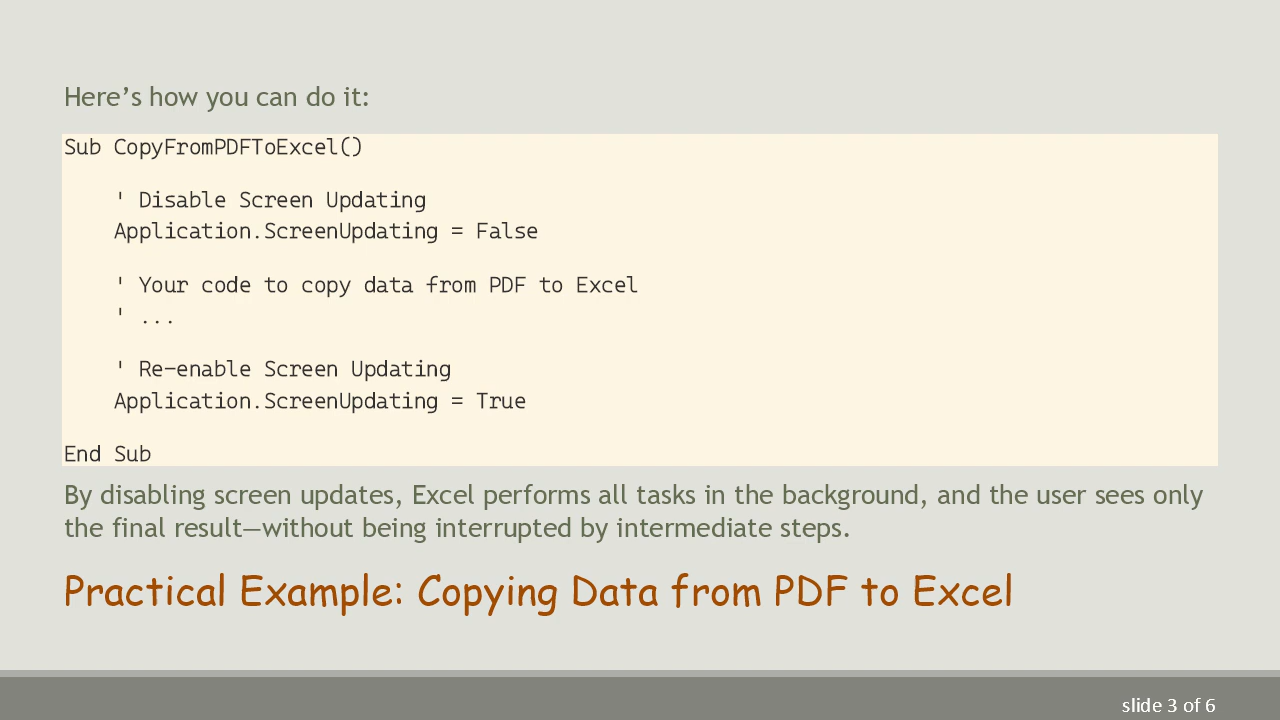 Here’s how you can do it:
Sub CopyFromPDFToExcel()
' Disable Screen Updating
Application.ScreenUpdating = False
' Your code to copy data from PDF to Excel
' ...
' Re-enable Screen Updating
Application.ScreenUpdating = True
End Sub
By disabling screen updates, Excel performs all tasks in the background, and the user sees only
the final result—without being interrupted by intermediate steps.
Practical Example: Copying Data from PDF to Excel
slide 3 of 6